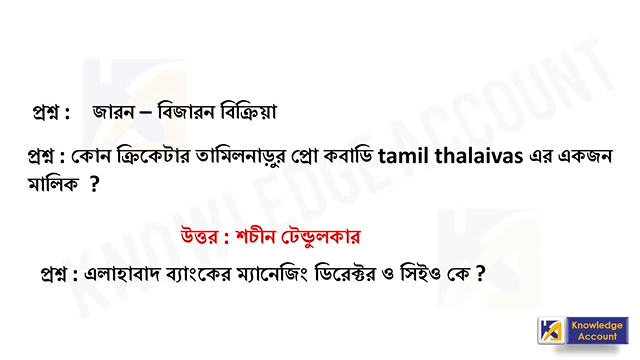 প্রশ্ন : জারন – বিজারন বিক্রিয়া
প্রশ্ন : কোন ক্রিকেটার তামিলনাড়ুর প্রো কবাডি tamil thalaivas এর একজন
মালিক ?
উত্তর : শচীন টেন্ডুলকার
প্রশ্ন : এলাহাবাদ ব্যাংকের ম্যানেজিং ডিরেক্টর ও সিইও কে ?
KNOWLEDGE ACCOUNT
Knowledge
Account